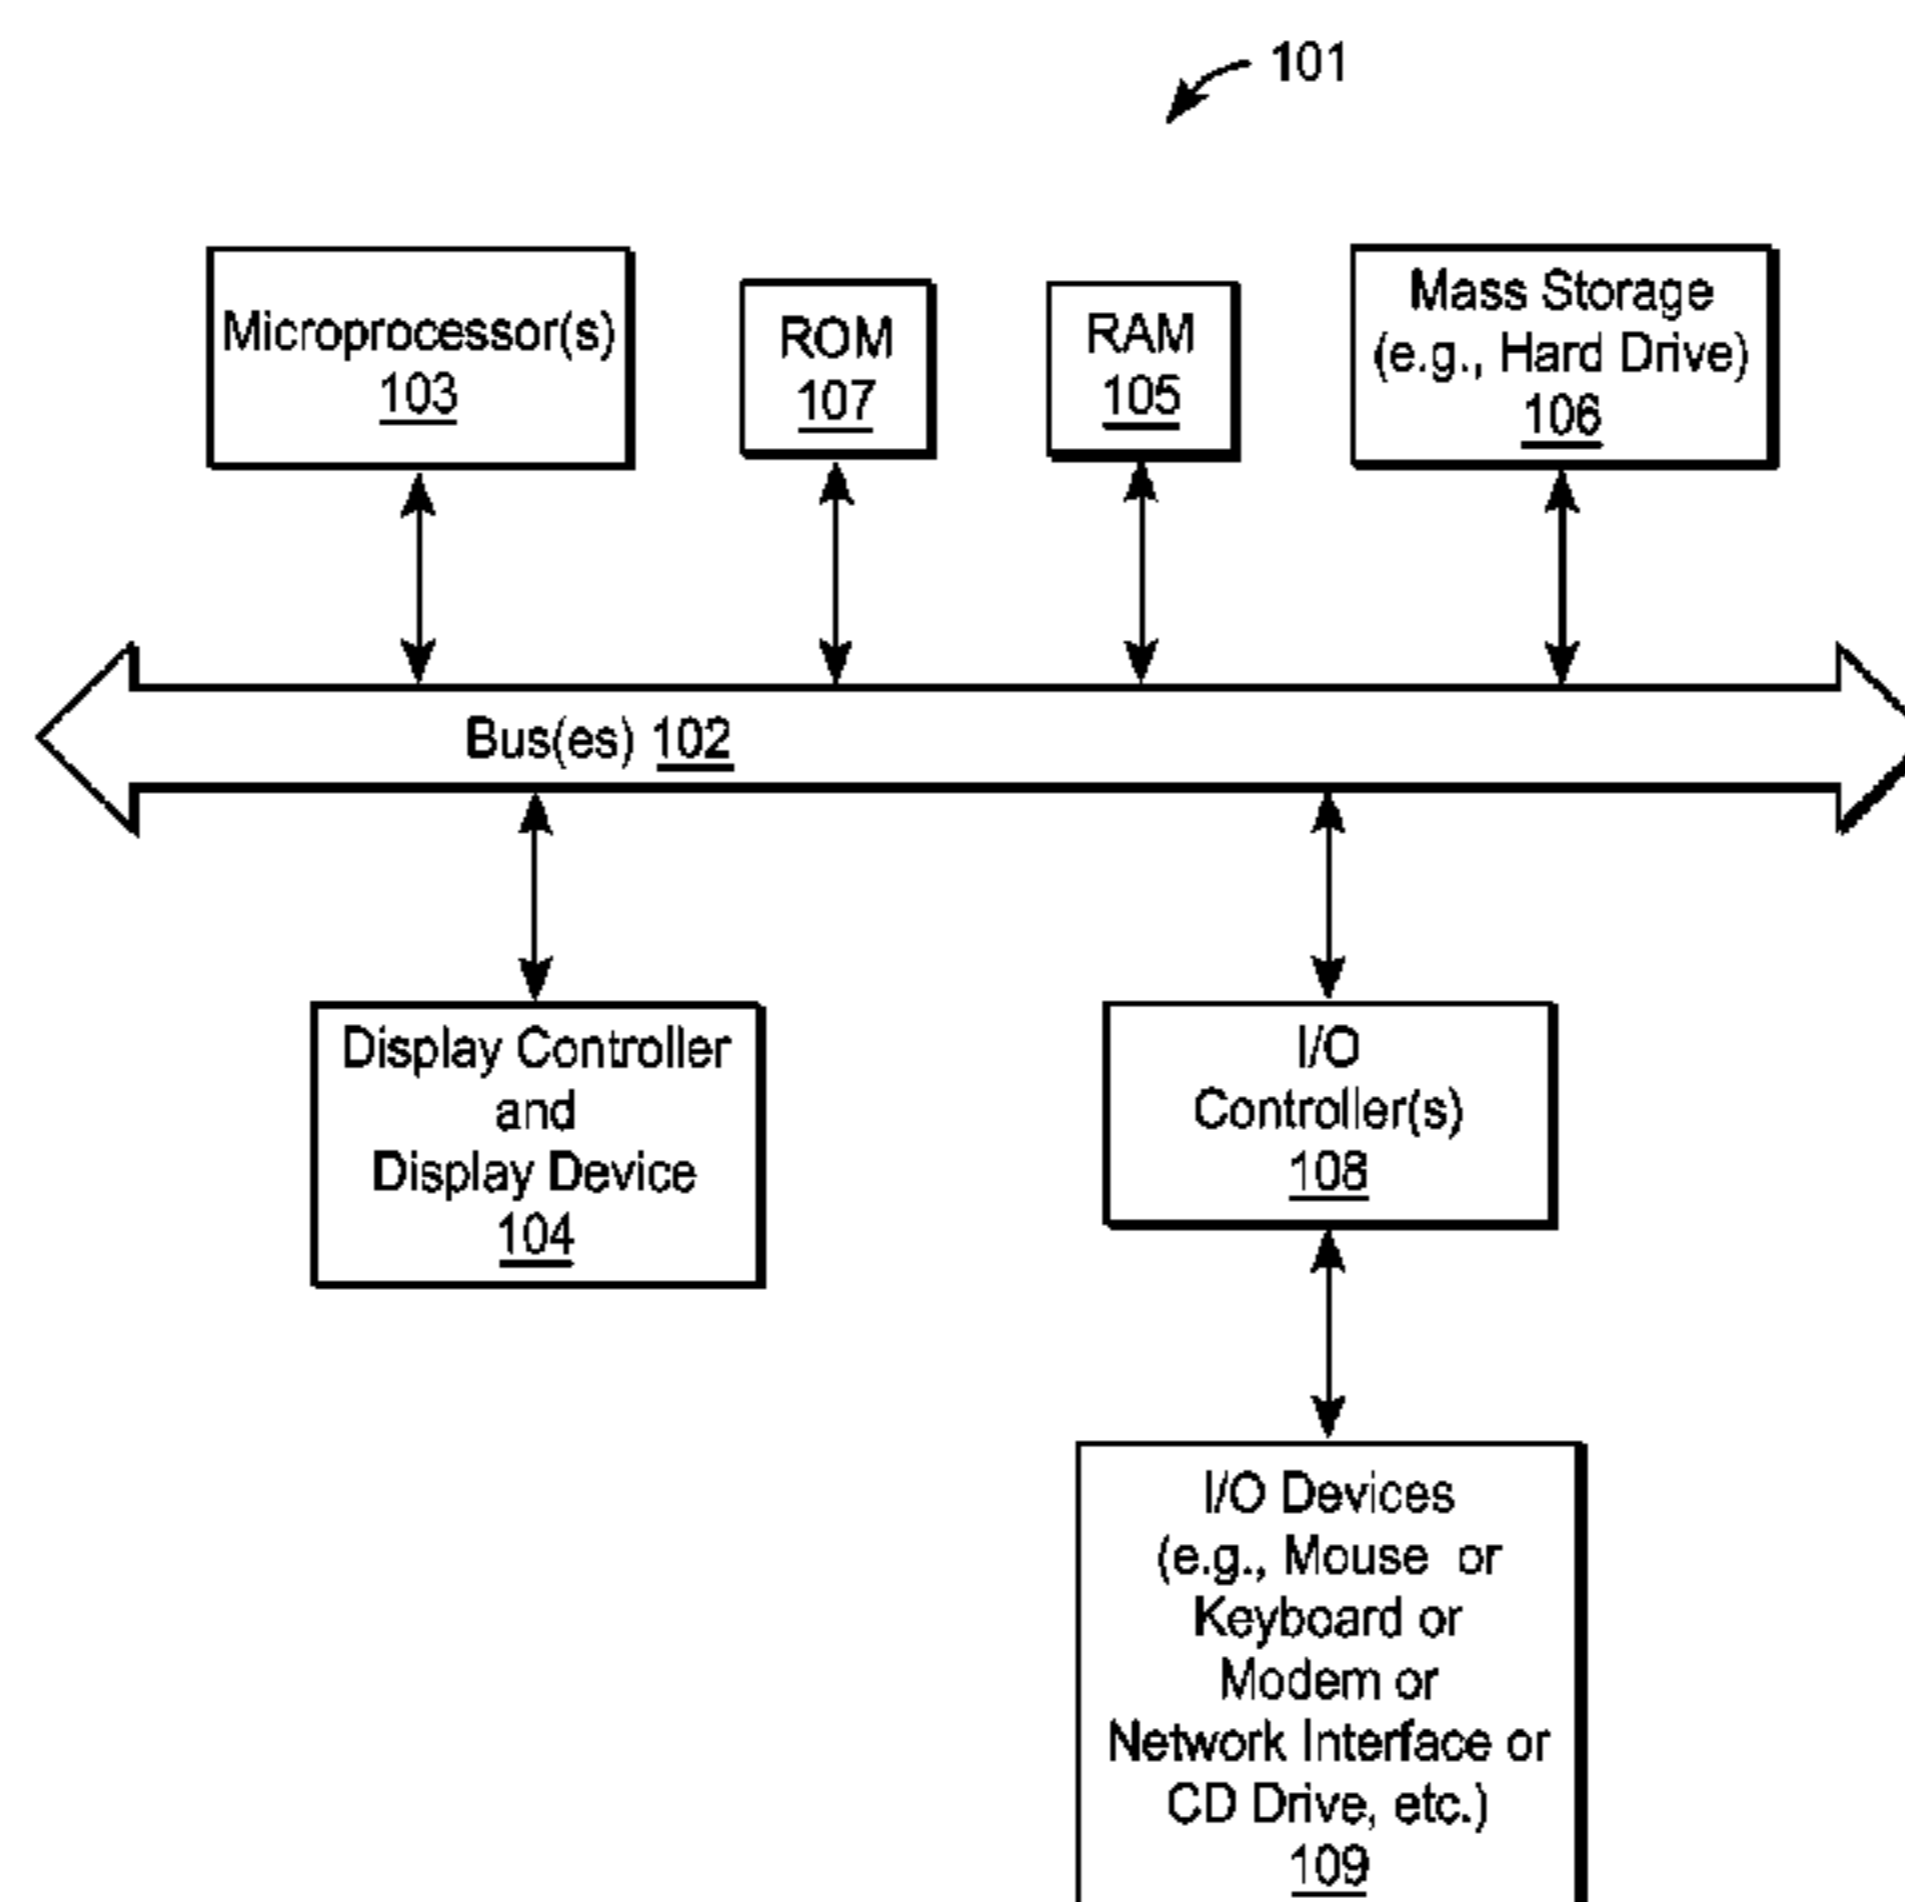 101
Microprocessor(s)
103
ROM
107
RAM
105
Mass Storage
(e.g., Hard Drive)
106
Bus(es) 102
Display Controller
and
Display Device
104
I/O
Controller(s)
108
I/O Devices
(e.g., Mouse or
Keyboard or
Modem or
Network Interface or
CD Drive, etc.)
109